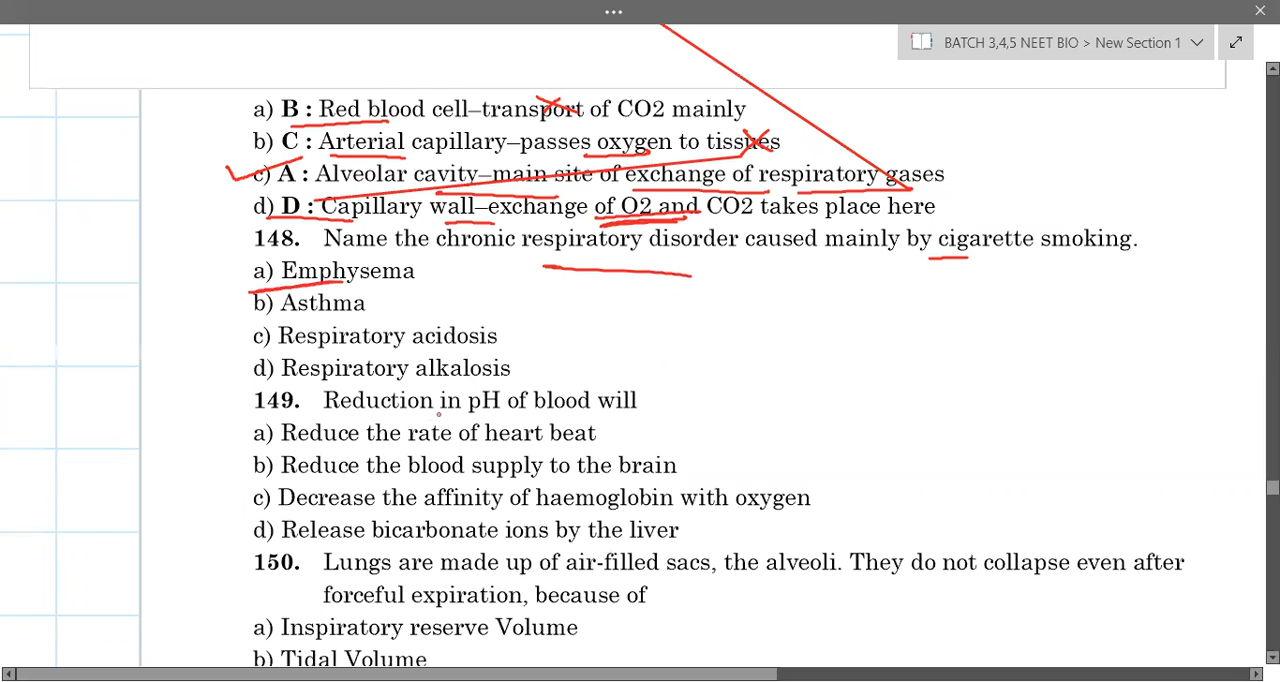 BATCH 3,4,5 NEET BIO > New Section 1
a) B : Red blood cell–transport of CO2 mainly
b) C : Arterial capillary–passes oxygen to tissues
c) A : Alveolar cavity–main site of exchange of respiratory gases
d) D : Capillary wall–exchange of O2 and CO2 takes place here
148. Name the chronic respiratory disorder caused mainly by cigarette smoking.
a) Emphysema
b) Asthma
c) Respiratory acidosis
d) Respiratory alkalosis
149. Reduction in pH of blood will
a) Reduce the rate of heart beat
b) Reduce the blood supply to the brain
c) Decrease the affinity of haemoglobin with oxygen
d) Release bicarbonate ions by the liver
150. Lungs are made up of air-filled sacs, the alveoli. They do not collapse even after
forceful expiration, because of
a) Inspiratory reserve Volume
b) Tidal Volume